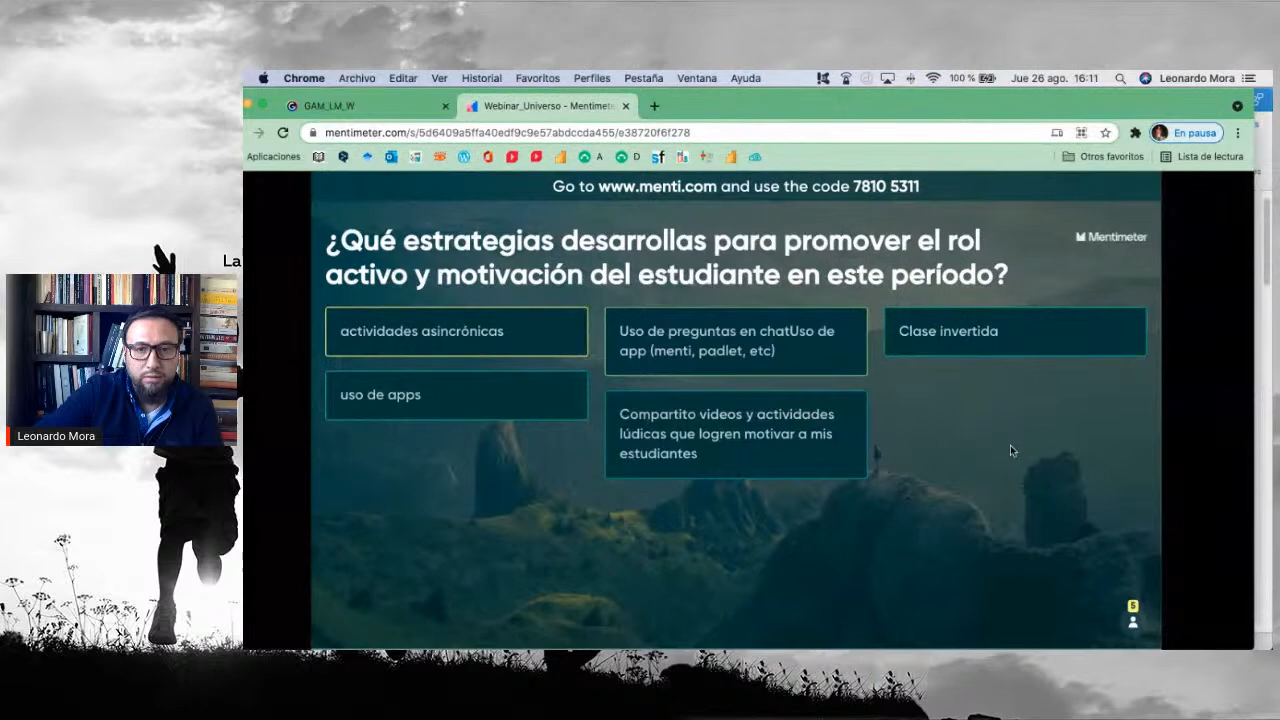 Chrome Archivo Editar Ver Historial Favoritos Perfiles Pestaña Ventana Ayuda 100 % Jue 26 ago. 16:11 Leonardo Mora
GAM_LM_W Webinar_Universo - Mentimete
mentimeter.com/s/5d6409a5ffa40edf9c9e57abdccda455/e38720f6f278 En pausa
Aplicaciones A D Otros favoritos Lista de lectura
Go to www.menti.com and use the code 7810 5311
¿Qué estrategias desarrollas para promover el rol
activo y motivación del estudiante en este período?
Mentimeter
actividades asincrónicas
uso de apps
Uso de preguntas en chatUso de
app (menti, padlet, etc)
Compartito videos y actividades
lúdicas que logren motivar a mis
estudiantes
Clase invertida
5
La
Leonardo Mora